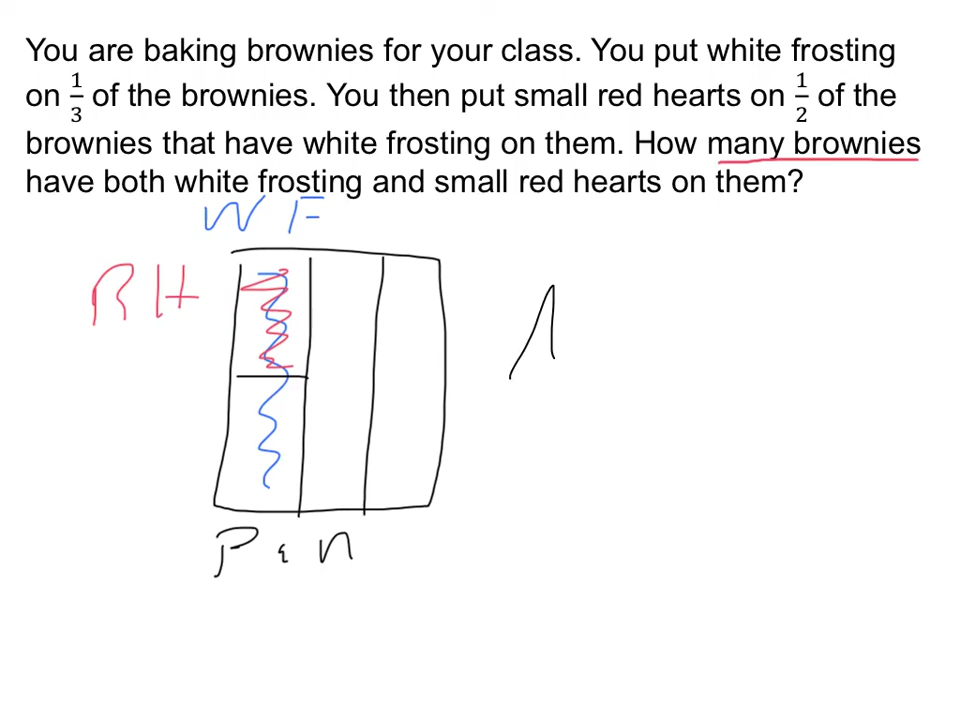 You are baking brownies for your class. You put white frosting
on 1/3 of the brownies. You then put small red hearts on 1/2 of the
brownies that have white frosting on them. How many brownies
have both white frosting and small red hearts on them?
WF
RH
Pan